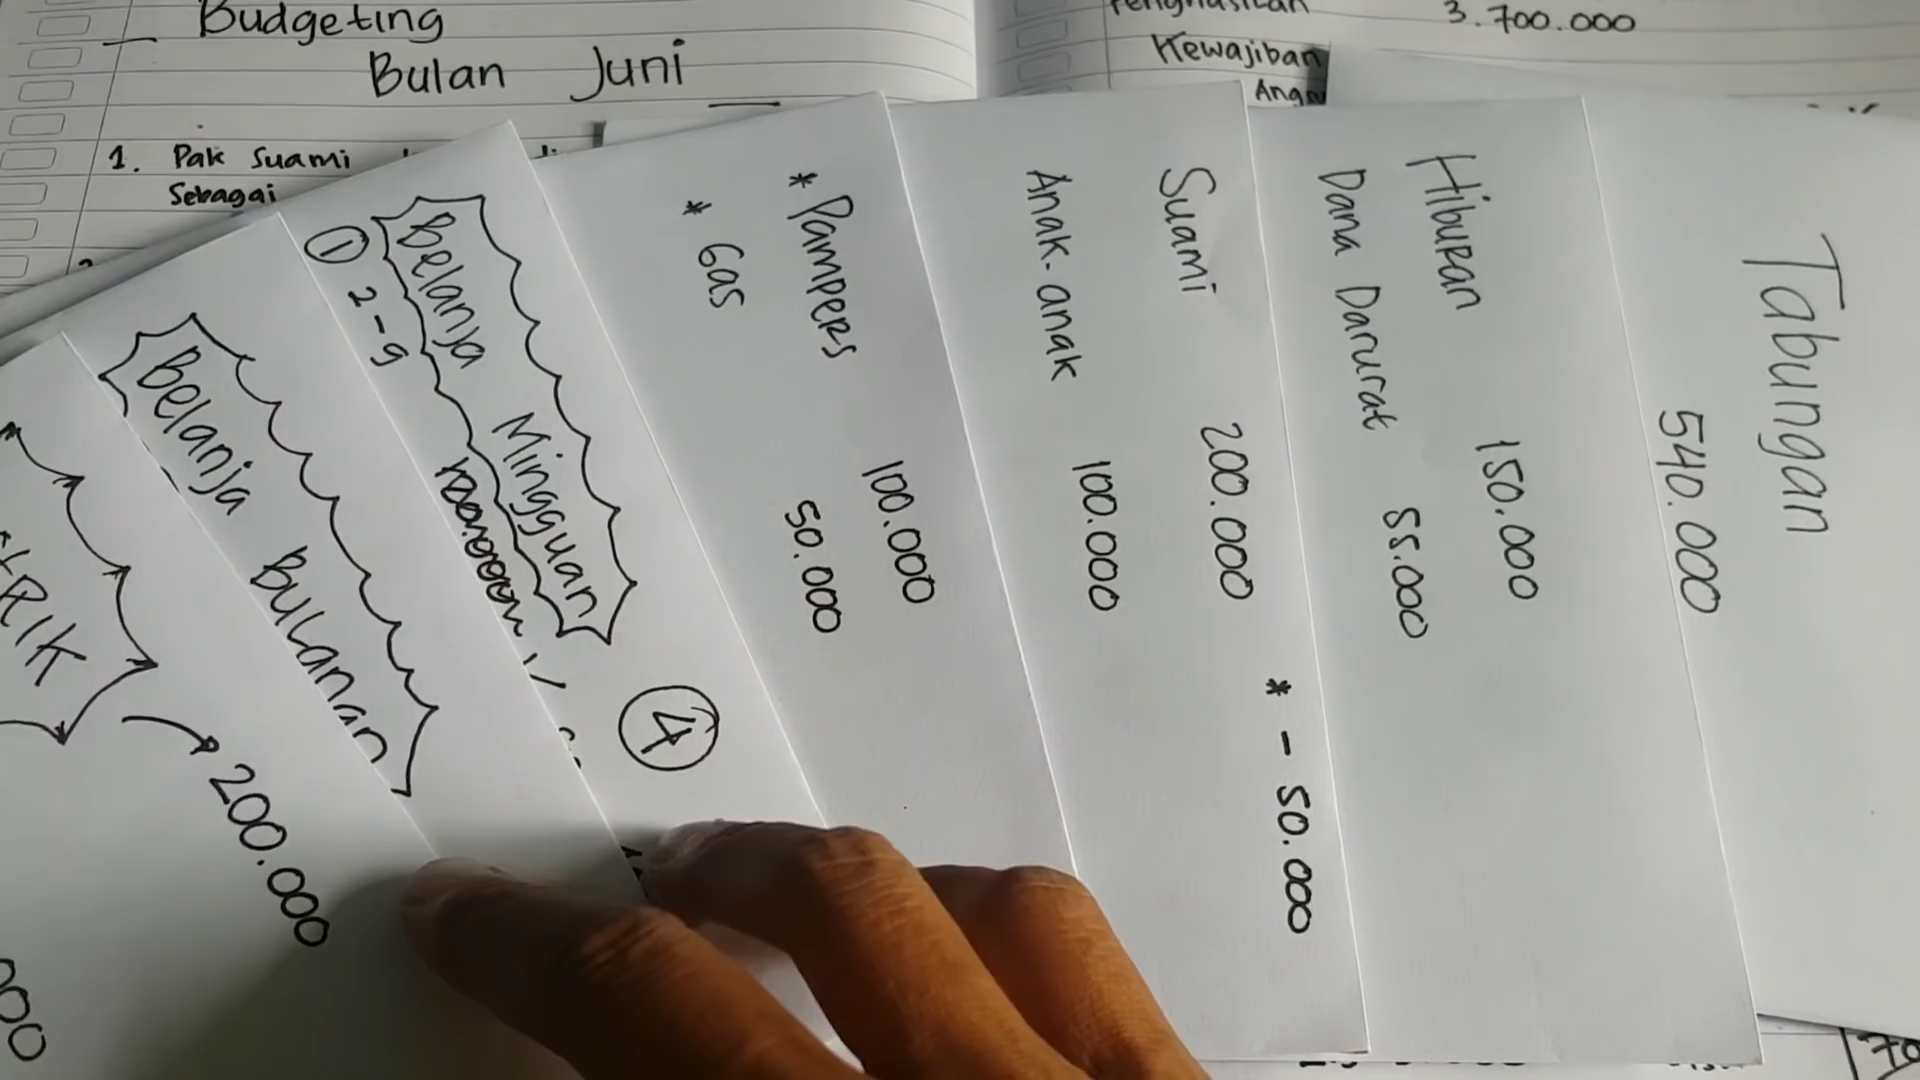 Budgeting
Bulan Juni
1. Pak Suami
Sebagai
Penghasilan 3.700.000
Kewajiban
Tabungan
540.000
Hiburan 150.000
Dana Darurat 55.000
Suami 200.000
* - 50.000
Anak-anak 100.000
* Pampers 100.000
* Gas 50.000
Belanja Mingguan
① 2-9
④
Belanja Bulanan
200.000